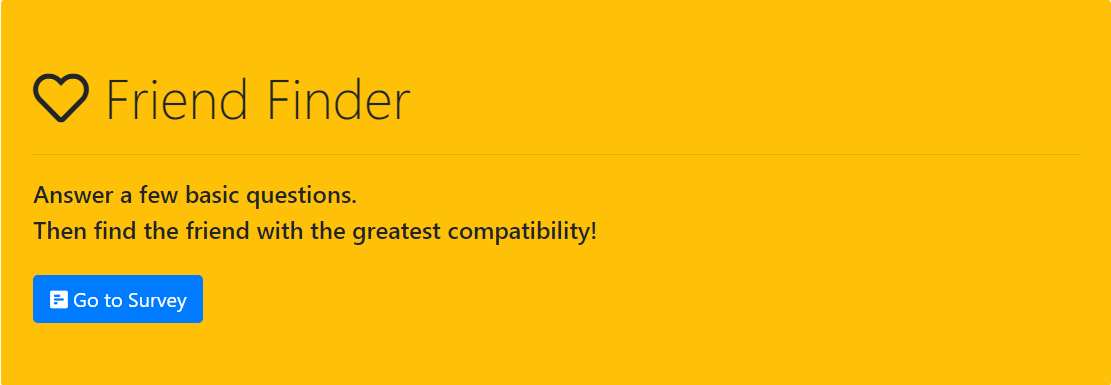 Friend Finder
Answer a few basic questions.
Then find the friend with the greatest compatibility!
Go to Survey